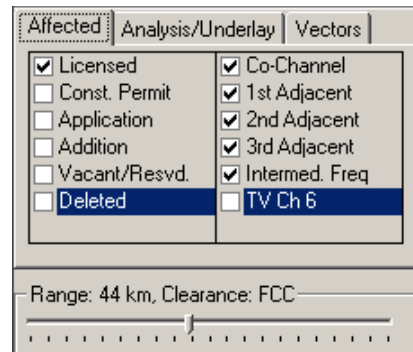 Affected Analysis/Underlay Vectors
Licensed Co-Channel
Const. Permit 1st Adjacent
Application 2nd Adjacent
Addition 3rd Adjacent
Vacant/Resvd. Intermed. Freq
Deleted TV Ch 6
Range: 44 km, Clearance: FCC